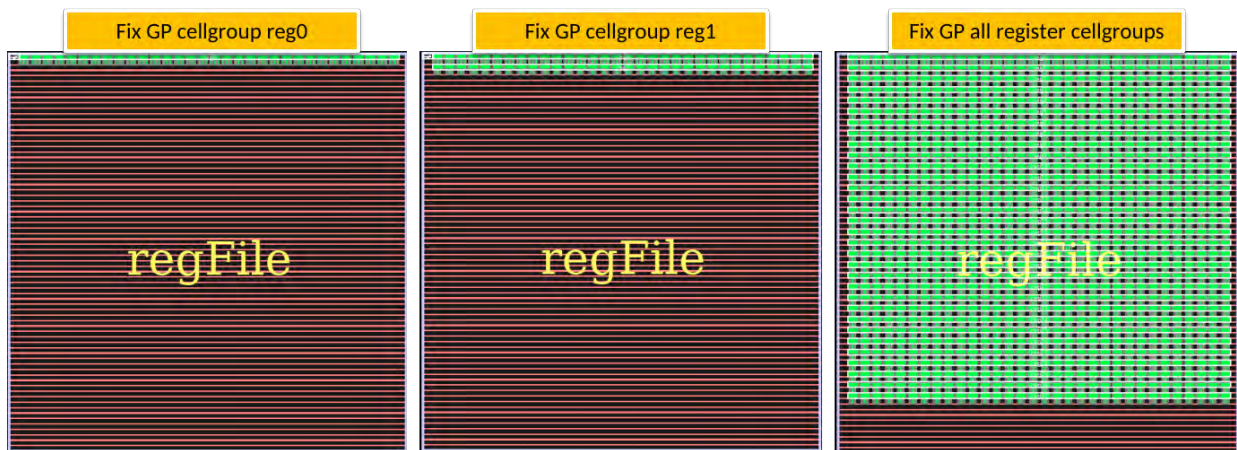 Fix GP cellgroup reg0
Fix GP cellgroup reg1
Fix GP all register cellgroups
regFile
regFile
regFile